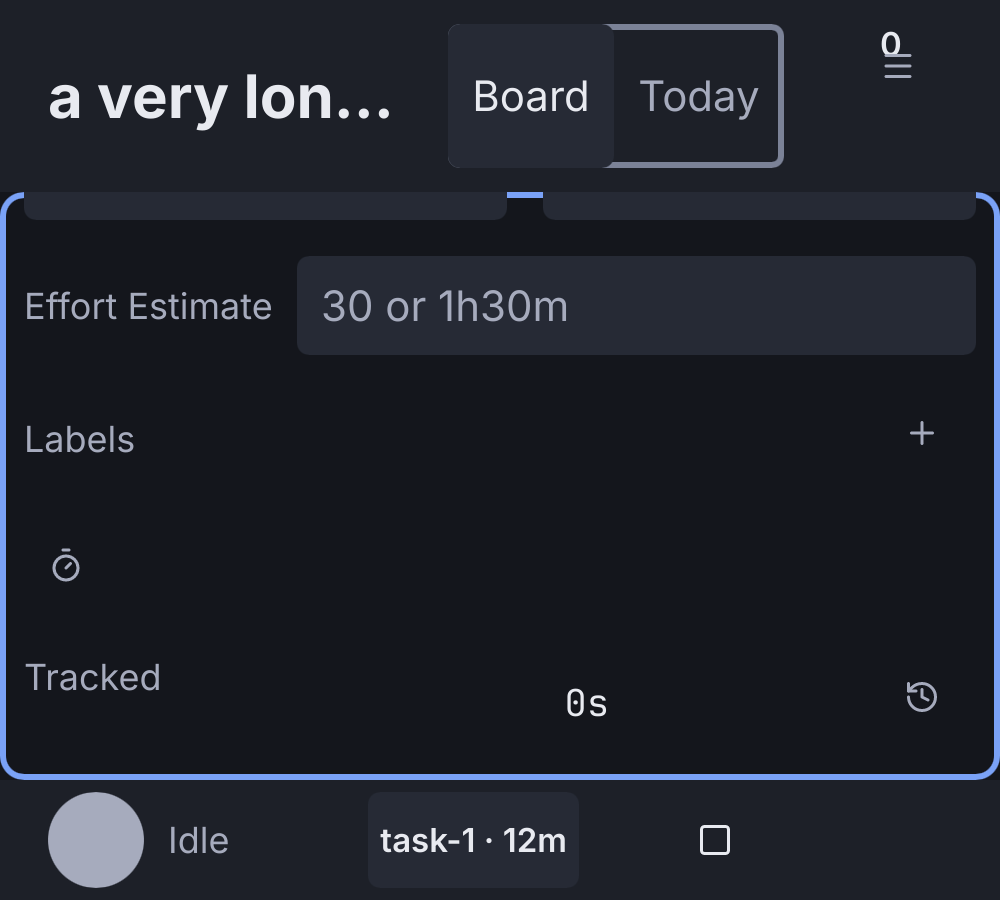 a very lon…
Board
Today
0
Effort Estimate
30 or 1h30m
Labels
Tracked
0s
Idle
task-1 · 12m